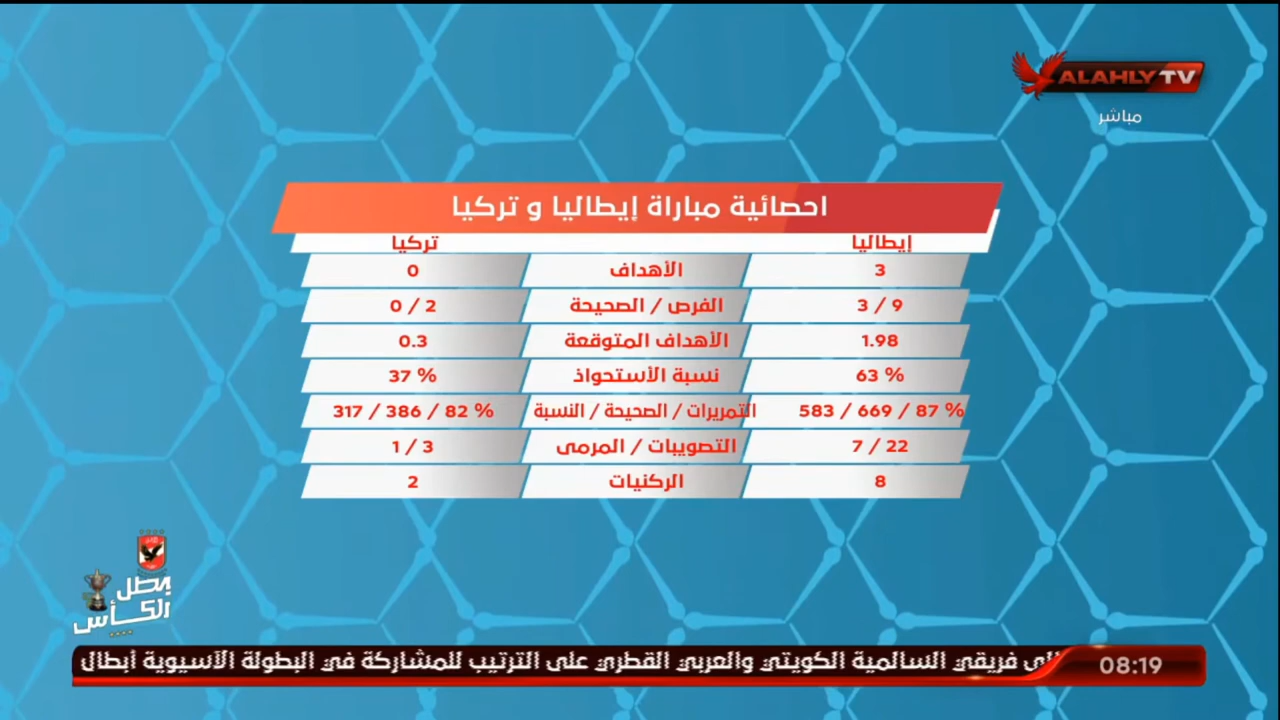 ALAHLY TV
مباشر
احصائية مباراة إيطاليا و تركيا
إيطاليا تركيا
3 الأهداف 0
3 / 9 الفرص / الصحيحة 0 / 2
1.98 الأهداف المتوقعة 0.3
63 % نسبة الأستحواذ 37 %
583 / 669 / 87 % التمريرات / الصحيحة / النسبة 317 / 386 / 82 %
7 / 22 التصويبات / المرمى 1 / 3
8 الركنيات 2
بطل
الكأس
08:19 فريقي السالمية الكويتي والعربي القطري على الترتيب للمشاركة في البطولة الآسيوية أبطال